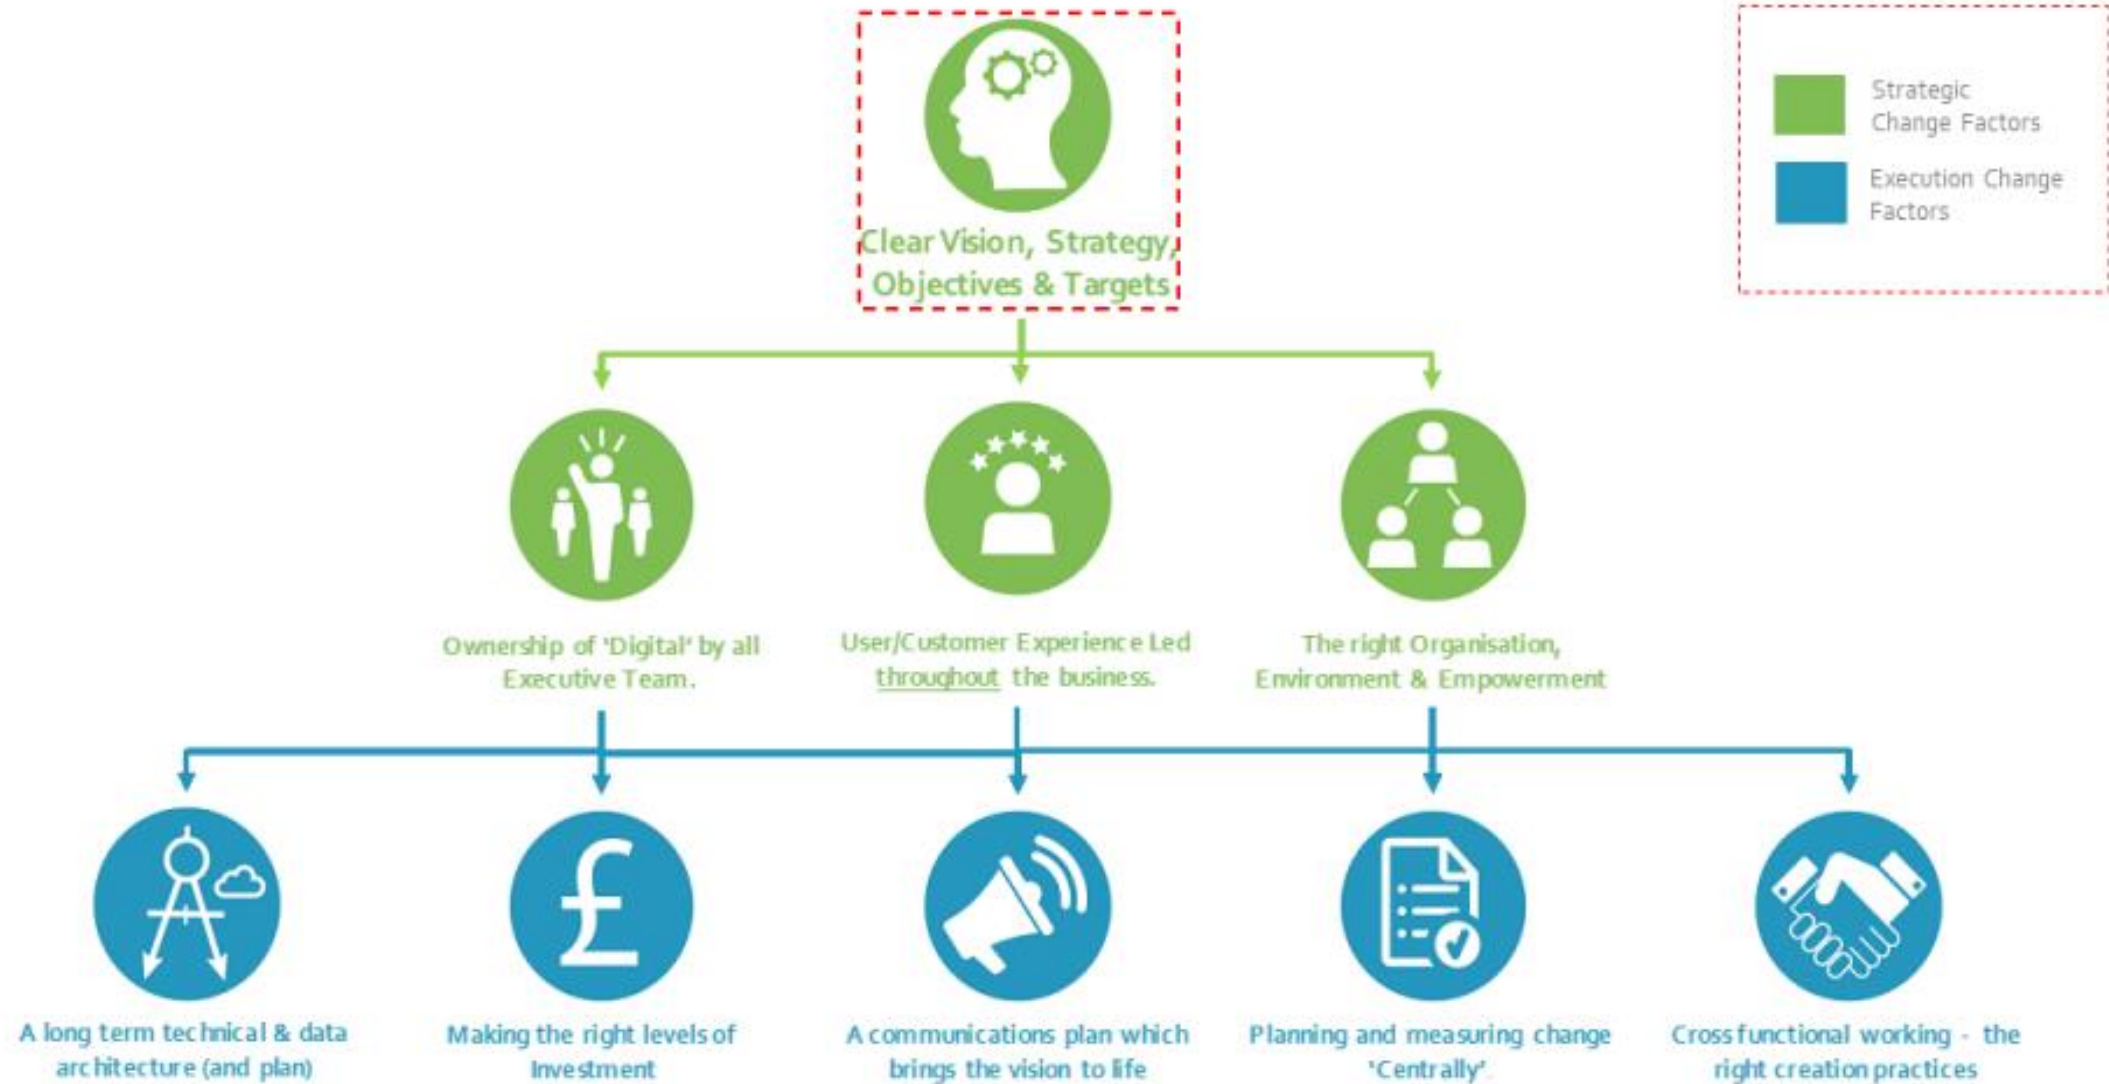 Strategic
Change Factors
Execution Change
Factors
Clear Vision, Strategy,
Objectives & Targets
Ownership of 'Digital' by all
Executive Team.
User/Customer Experience Led
throughout the business.
The right Organisation,
Environment & Empowerment
£
A long term technical & data
architecture (and plan)
Making the right levels of
Investment
A communications plan which
brings the vision to life
Planning and measuring change
'Centrally'.
Cross functional working - the
right creation practices